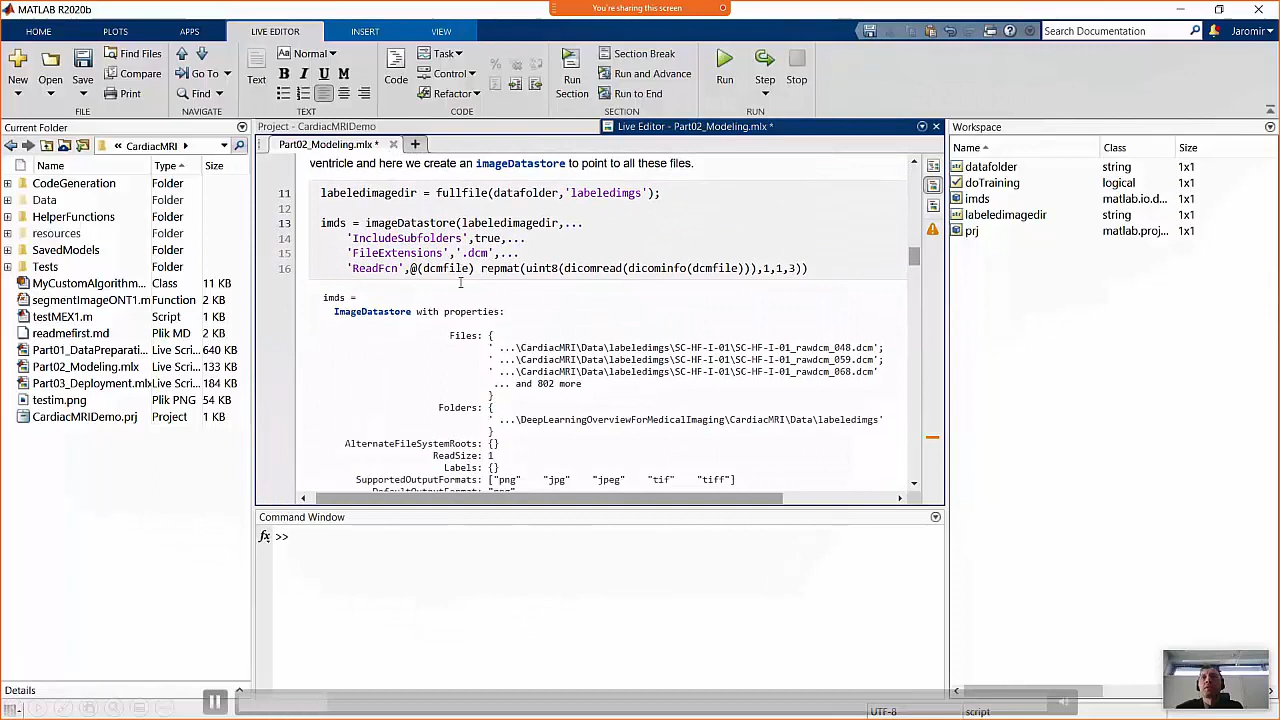 MATLAB R2020b
You're sharing this screen
HOME PLOTS APPS LIVE EDITOR INSERT VIEW
Search Documentation
Jaromir
New
Open
Save
Find Files
Compare
Print
Go To
Find
Text
Normal
B I U M
Code
Task
Control
Refactor
Run
Section
Section Break
Run and Advance
Run to End
Run
Step
Stop
FILE NAVIGATE TEXT CODE SECTION RUN
Current Folder
« CardiacMRI
Name Type Size
CodeGeneration Folder
Data Folder
HelperFunctions Folder
resources Folder
SavedModels Folder
Tests Folder
MyCustomAlgorithm... Class 11 KB
segmentImageONT1.m Function 2 KB
testMEX1.m Script 1 KB
readmefirst.md Plik MD 2 KB
Part01_DataPreparati... Live Scri... 640 KB
Part02_Modeling.mlx Live Scri... 237 KB
Part03_Deployment.mlx Live Scri... 184 KB
testim.png Plik PNG 54 KB
CardiacMRIDemo.prj Project 1 KB
Details
Project - CardiacMRIDemo
Live Editor - Part02_Modeling.mlx *
Part02_Modeling.mlx *
ventricle and here we create an imageDatastore to point to all these files.
11 labeledimagedir = fullfile(datafolder,'labeledimgs');
12
13 imds = imageDatastore(labeledimagedir,...
14 'IncludeSubfolders',true,...
15 'FileExtensions','.dcm',...
16 'ReadFcn',@(dcmfile) repmat(uint8(dicomread(dicominfo(dcmfile))),1,1,3))
imds =
ImageDatastore with properties:
Files: {
' ...\CardiacMRI\Data\labeledimgs\SC-HF-I-01\SC-HF-I-01_rawdcm_048.dcm';
' ...\CardiacMRI\Data\labeledimgs\SC-HF-I-01\SC-HF-I-01_rawdcm_059.dcm';
' ...\CardiacMRI\Data\labeledimgs\SC-HF-I-01\SC-HF-I-01_rawdcm_068.dcm'
... and 802 more
}
Folders: {
' ...\DeepLearningOverviewForMedicalImaging\CardiacMRI\Data\labeledimgs'
}
AlternateFileSystemRoots: {}
ReadSize: 1
Labels: {}
SupportedOutputFormats: ["png" "jpg" "jpeg" "tif" "tiff"]
Command Window
fx >>
Workspace
Name Class Size
datafolder string 1x1
doTraining logical 1x1
imds matlab.io.d... 1x1
labeledimagedir string 1x1
prj matlab.proj... 1x1
UTF-8
script